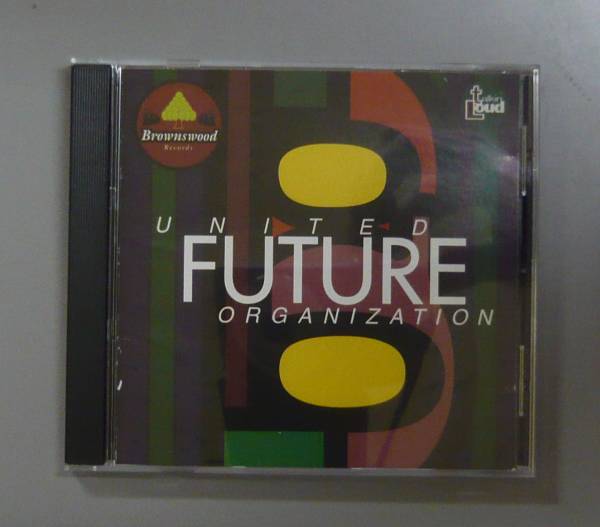 Brownswood
Records
talkin
Loud
UNITED
FUTURE
ORGANIZATION